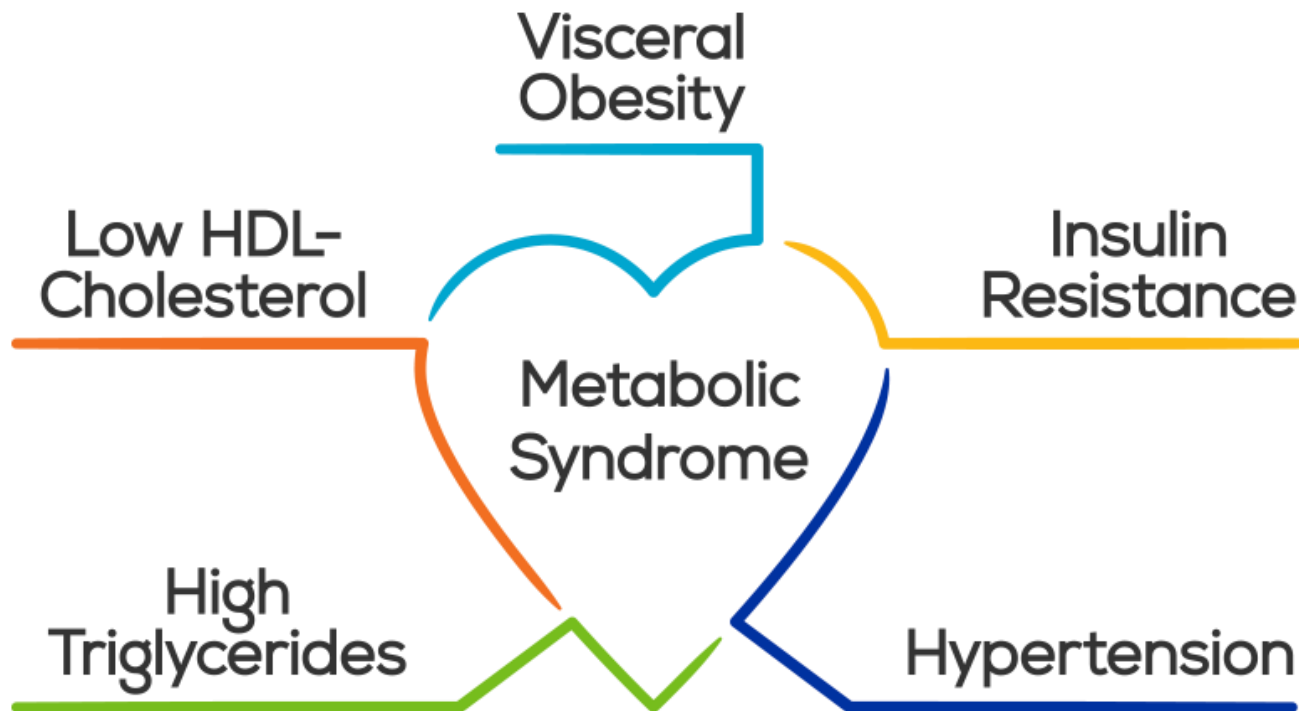 Visceral
Obesity
Low HDL-
Cholesterol
Insulin
Resistance
Metabolic
Syndrome
High
Triglycerides
Hypertension